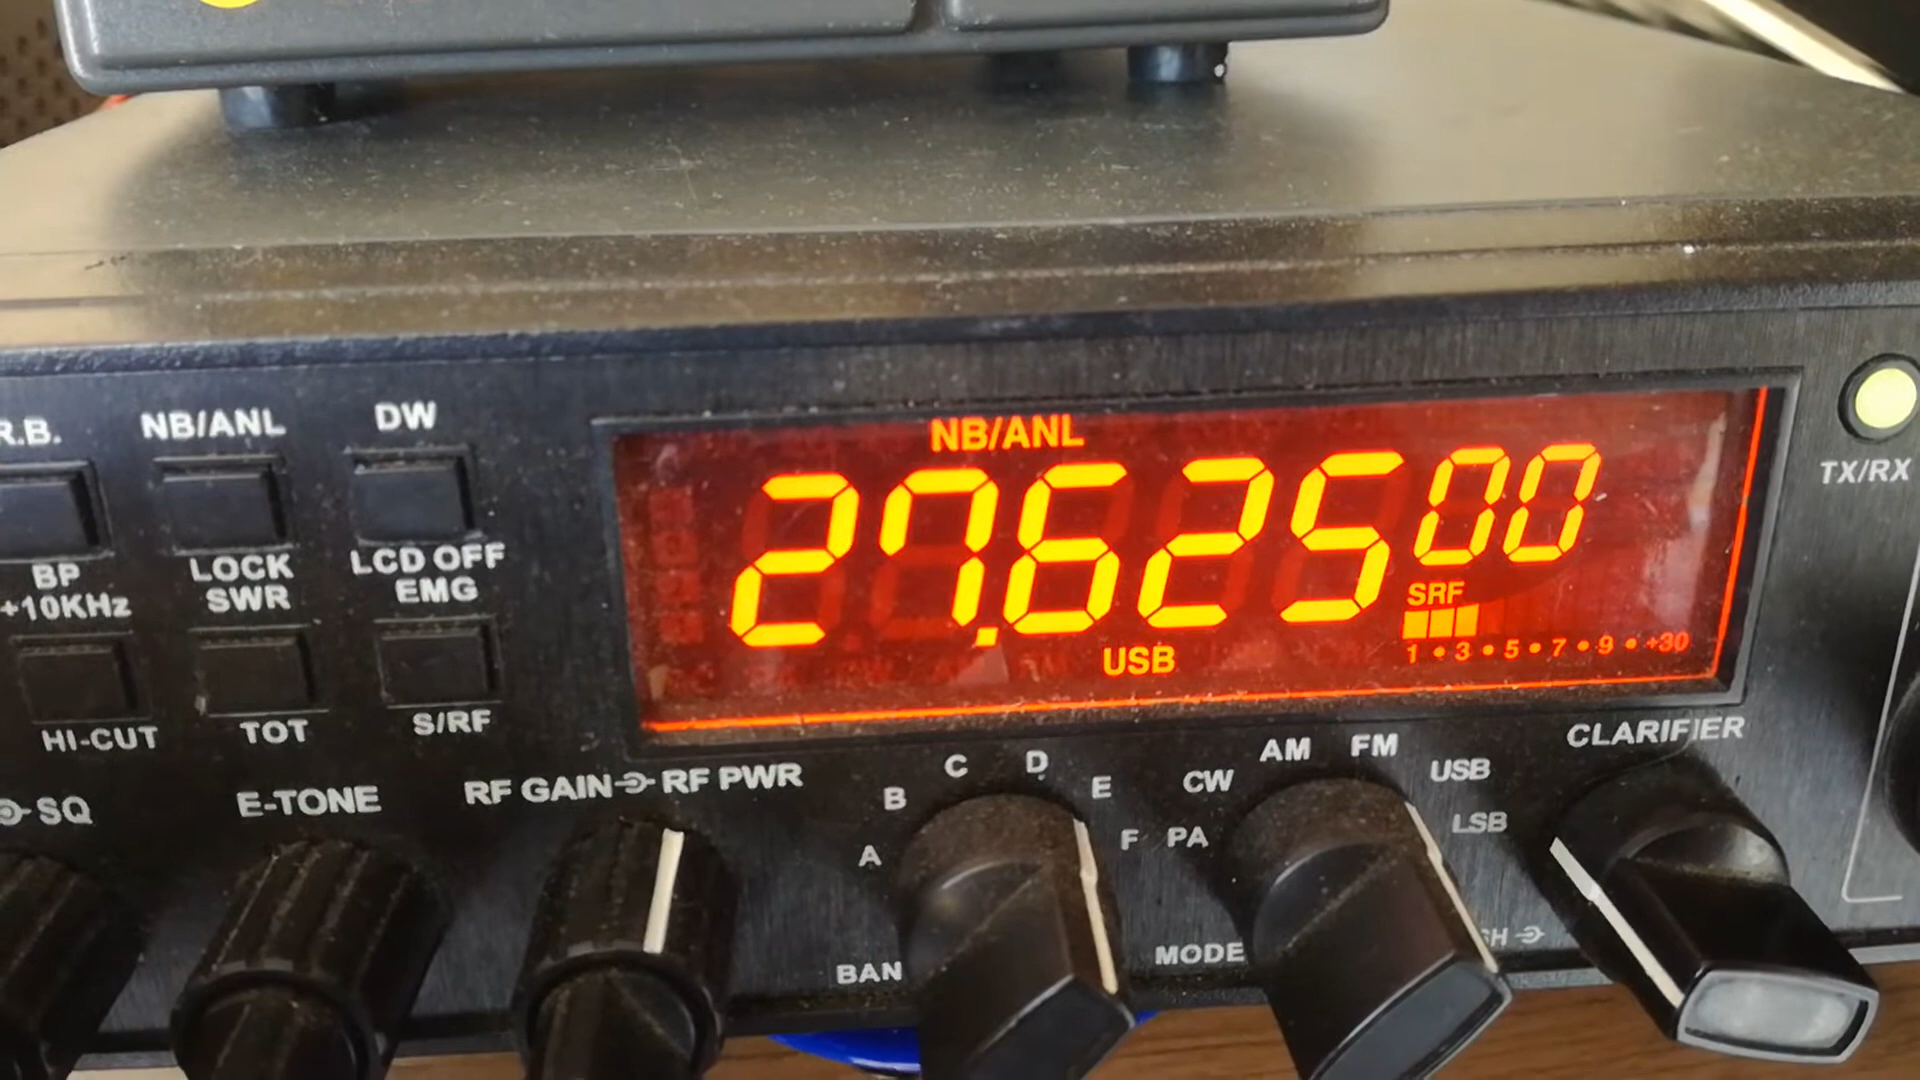 R.B. NB/ANL DW
BP LOCK LCD OFF
+10KHz SWR EMG
HI-CUT TOT S/RF
NB/ANL
27.62500
SRF
1 • 3 • 5 • 7 • 9 • +30
USB
TX/RX
SQ E-TONE RF GAIN RF PWR
BAN A B C D E F
MODE PA CW AM FM USB LSB
CLARIFIER